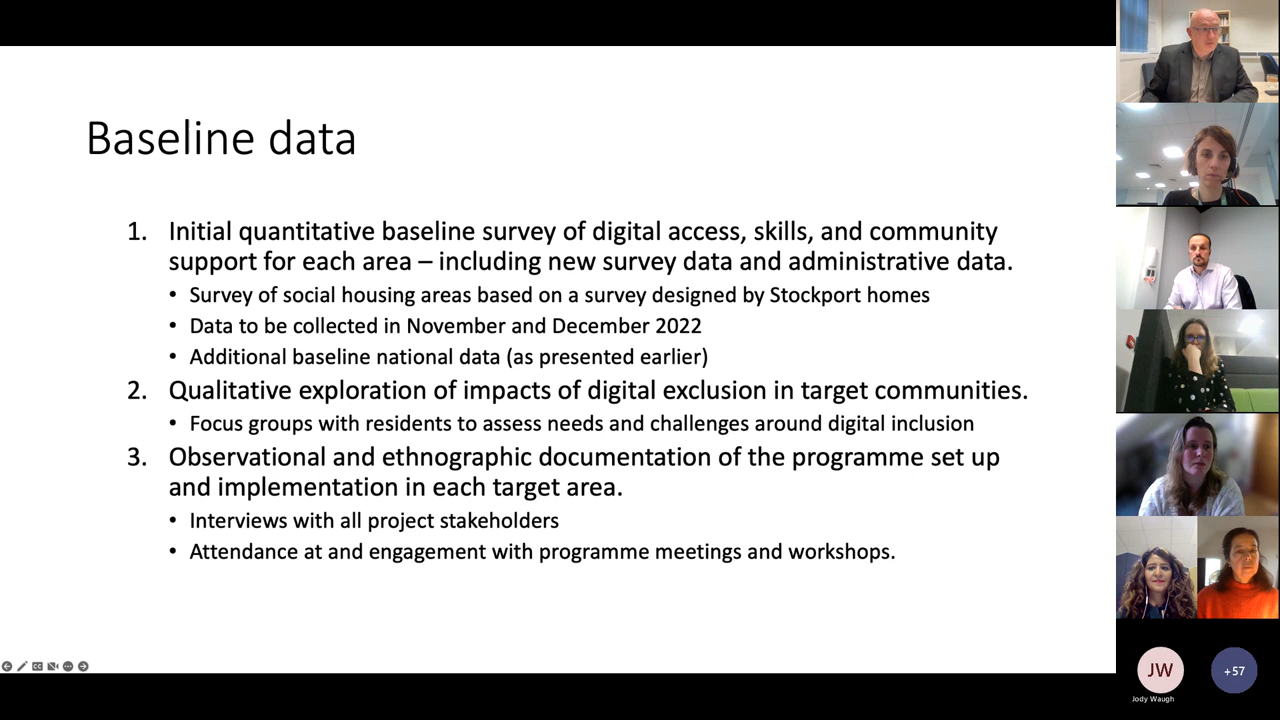 Baseline data
1. Initial quantitative baseline survey of digital access, skills, and community
support for each area – including new survey data and administrative data.
• Survey of social housing areas based on a survey designed by Stockport homes
• Data to be collected in November and December 2022
• Additional baseline national data (as presented earlier)
2. Qualitative exploration of impacts of digital exclusion in target communities.
• Focus groups with residents to assess needs and challenges around digital inclusion
3. Observational and ethnographic documentation of the programme set up
and implementation in each target area.
• Interviews with all project stakeholders
• Attendance at and engagement with programme meetings and workshops.
JW
+57
Jody Waugh